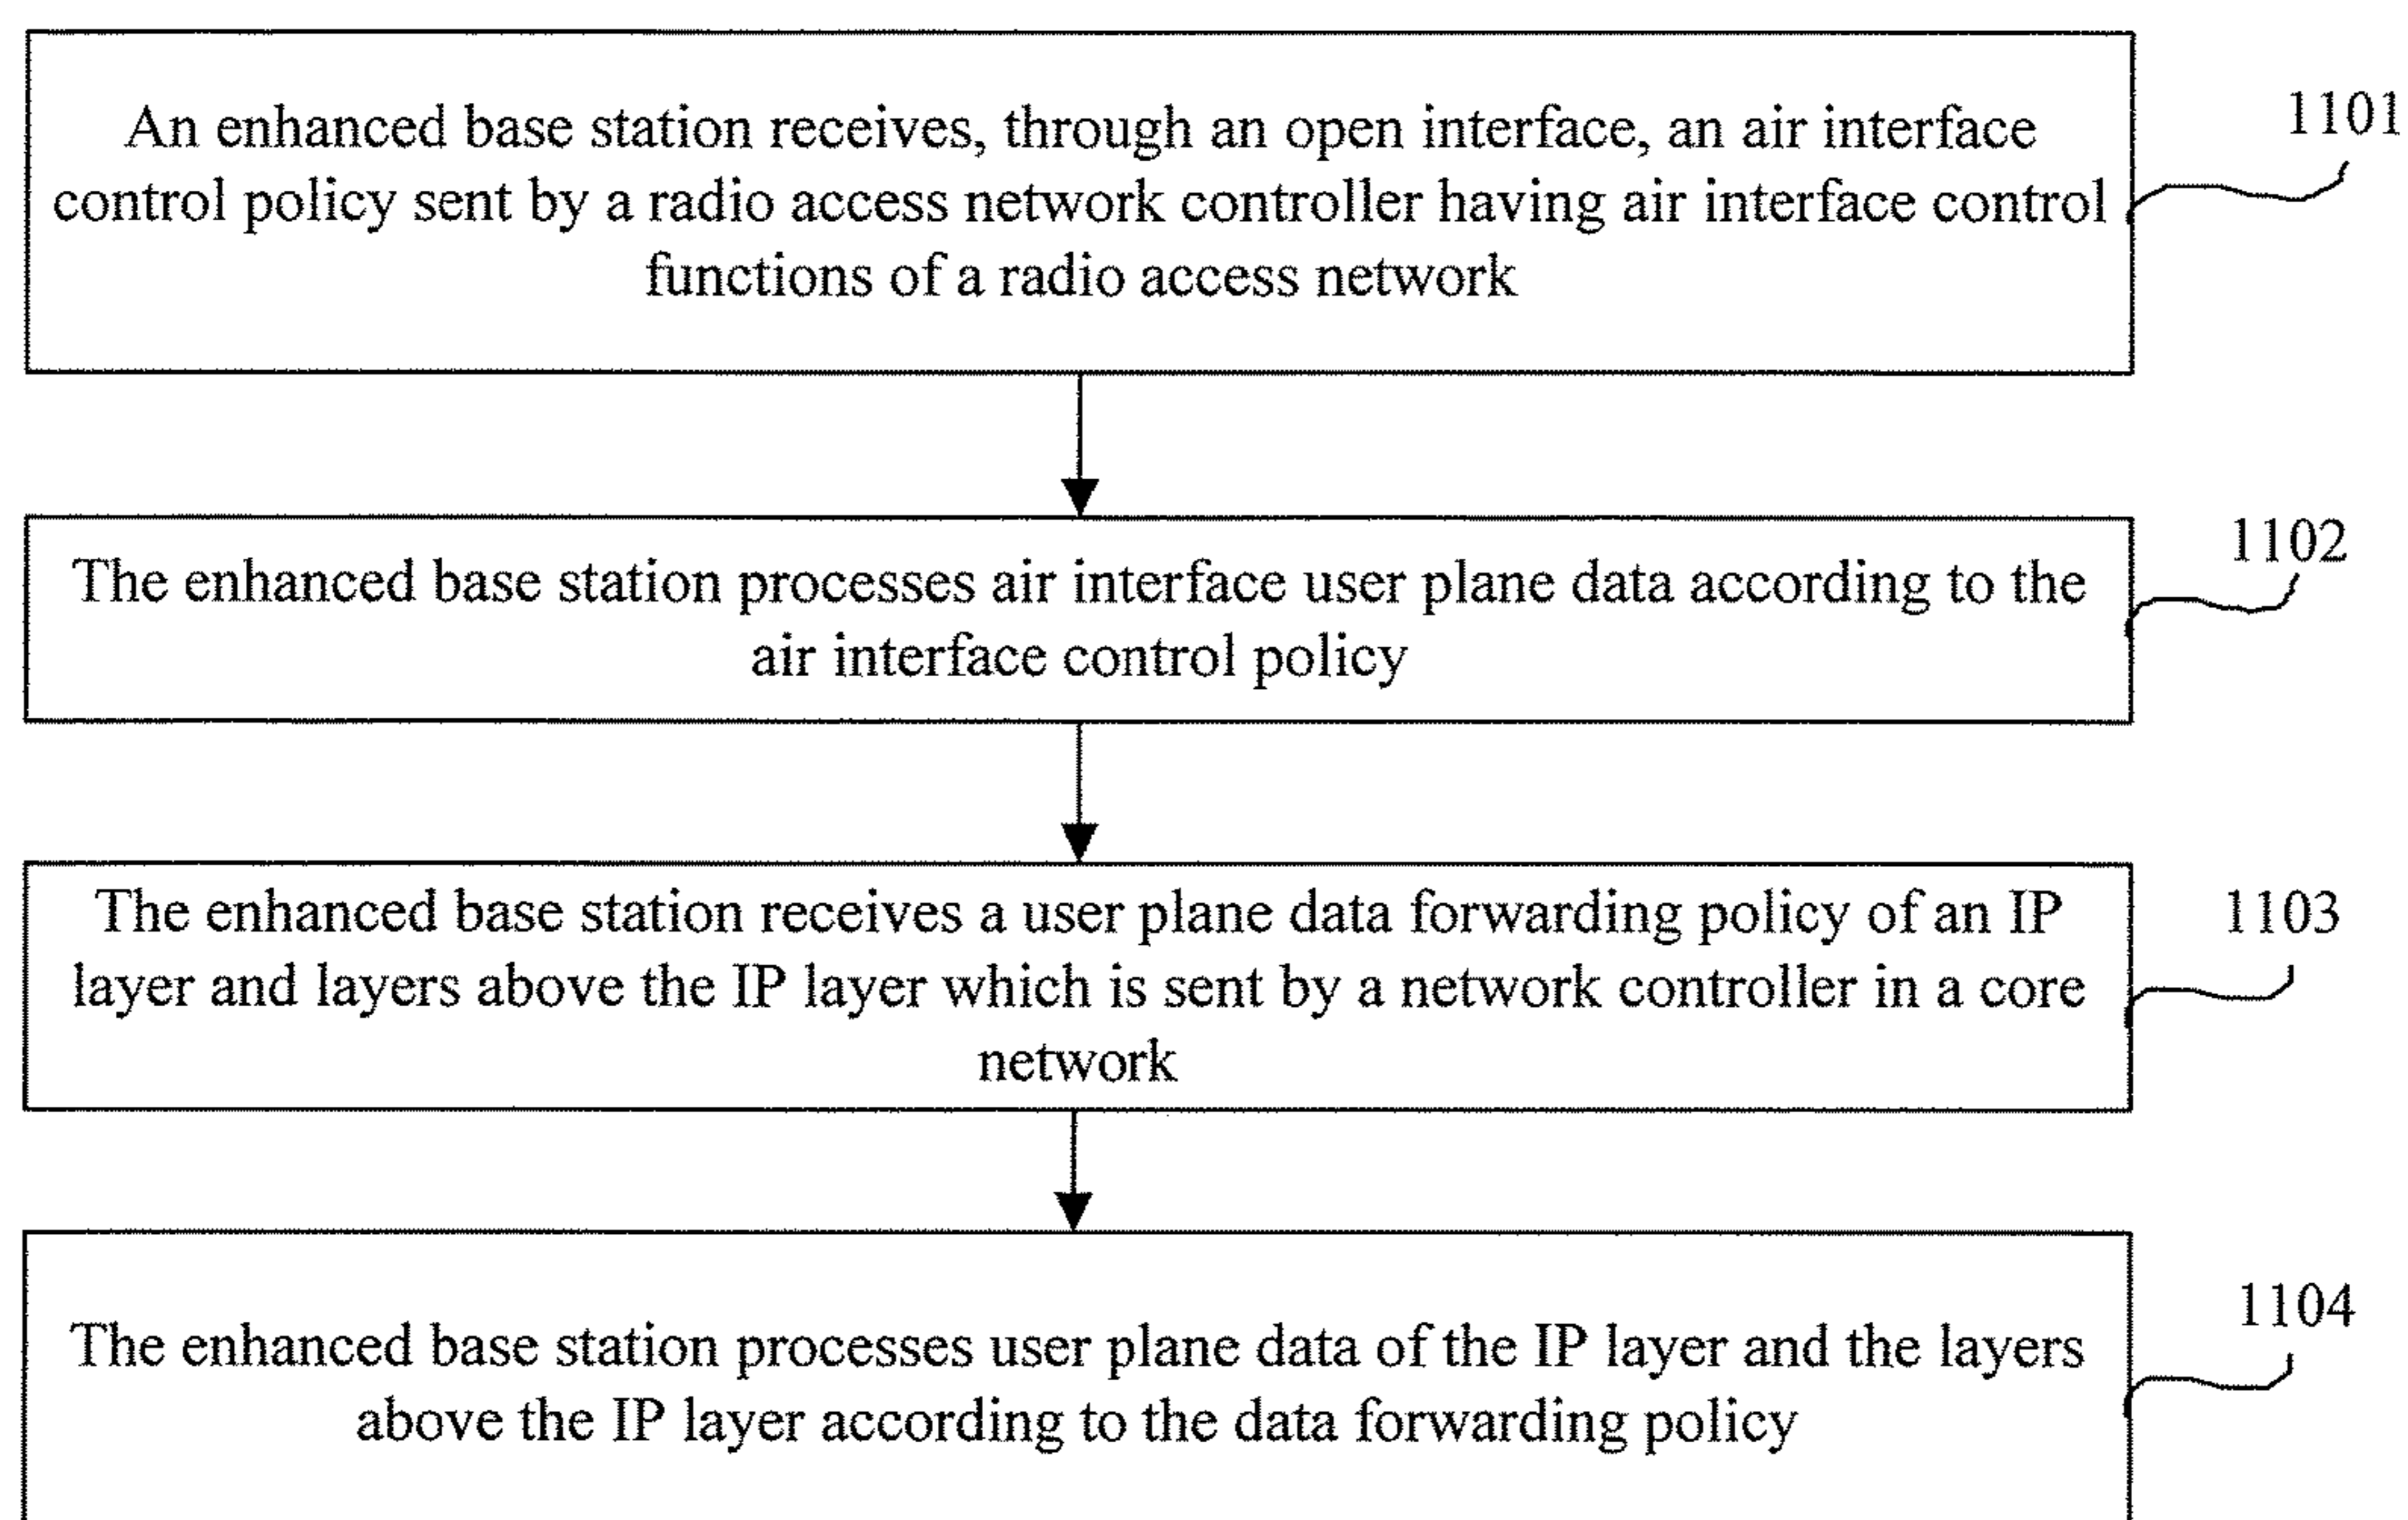 An enhanced base station receives, through an open interface, an air interface
control policy sent by a radio access network controller having air interface control
functions of a radio access network
1101
The enhanced base station processes air interface user plane data according to the
air interface control policy
1102
The enhanced base station receives a user plane data forwarding policy of an IP
layer and layers above the IP layer which is sent by a network controller in a core
network
1103
The enhanced base station processes user plane data of the IP layer and the layers
above the IP layer according to the data forwarding policy
1104